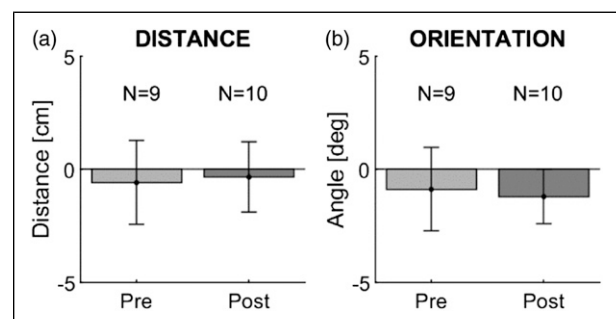 (a) DISTANCE
5
N=9 N=10
Distance [cm]
0
-5
Pre Post
(b) ORIENTATION
5
N=9 N=10
Angle [deg]
0
-5
Pre Post